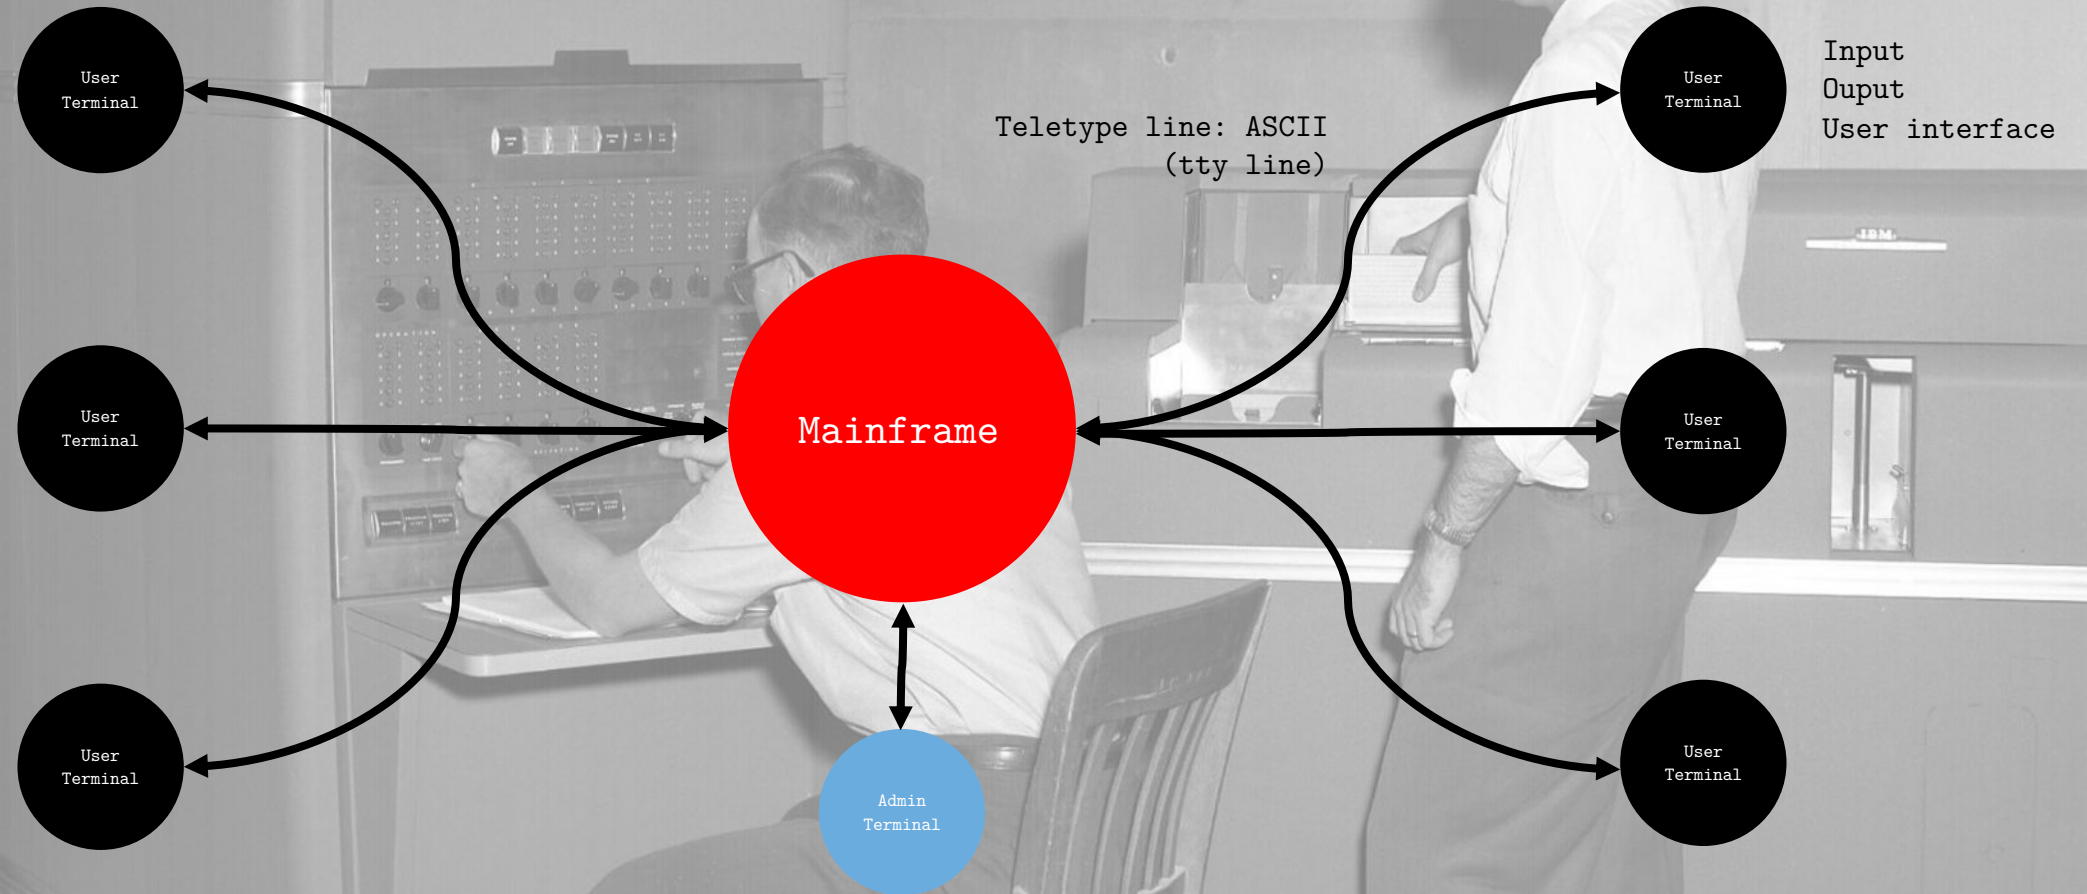 User
Terminal
User
Terminal
Input
Ouput
User interface
Teletype line: ASCII
(tty line)
IBM
Mainframe
User
Terminal
User
Terminal
User
Terminal
User
Terminal
Admin
Terminal